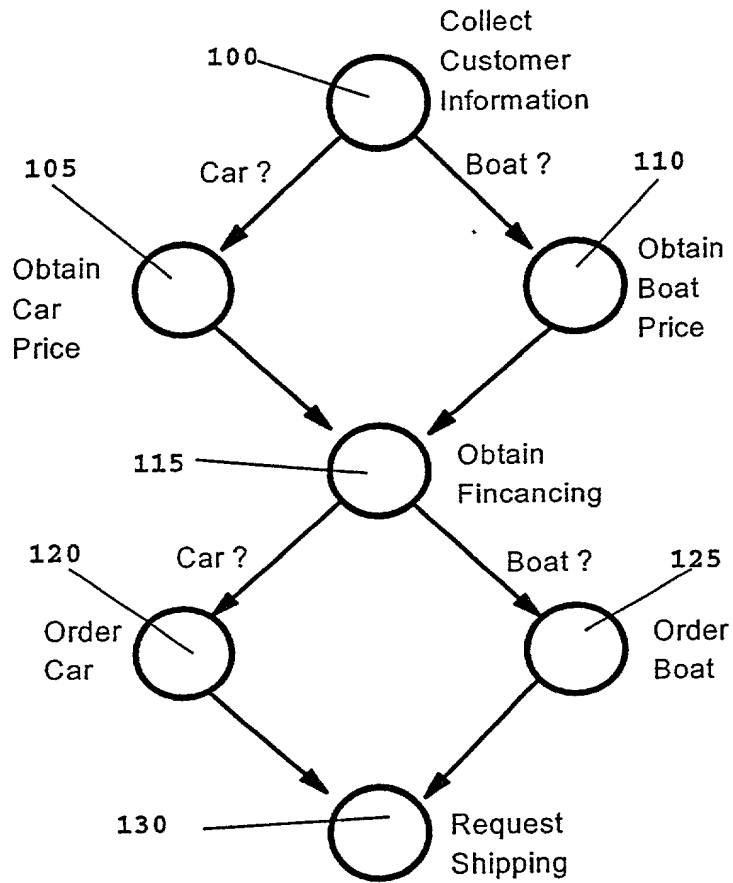 Collect
Customer
Information
100
Car ?
Boat ?
105
110
Obtain
Car
Price
Obtain
Boat
Price
115
Obtain
Fincancing
Car ?
Boat ?
120
125
Order
Car
Order
Boat
130
Request
Shipping